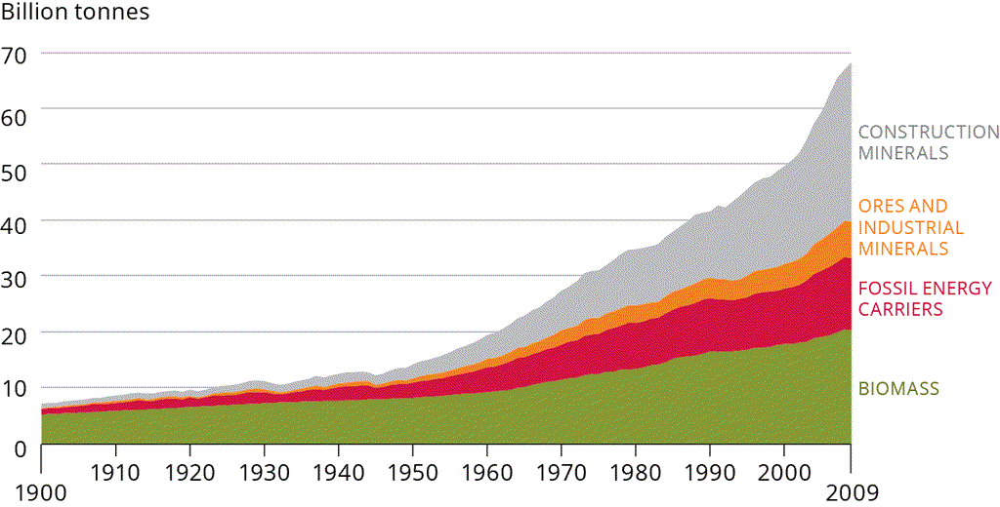 Billion tonnes
70
60
50
40
30
20
10
0
CONSTRUCTION
MINERALS
ORES AND
INDUSTRIAL
MINERALS
FOSSIL ENERGY
CARRIERS
BIOMASS
1910 1920 1930 1940 1950 1960 1970 1980 1990 2000
1900 2009